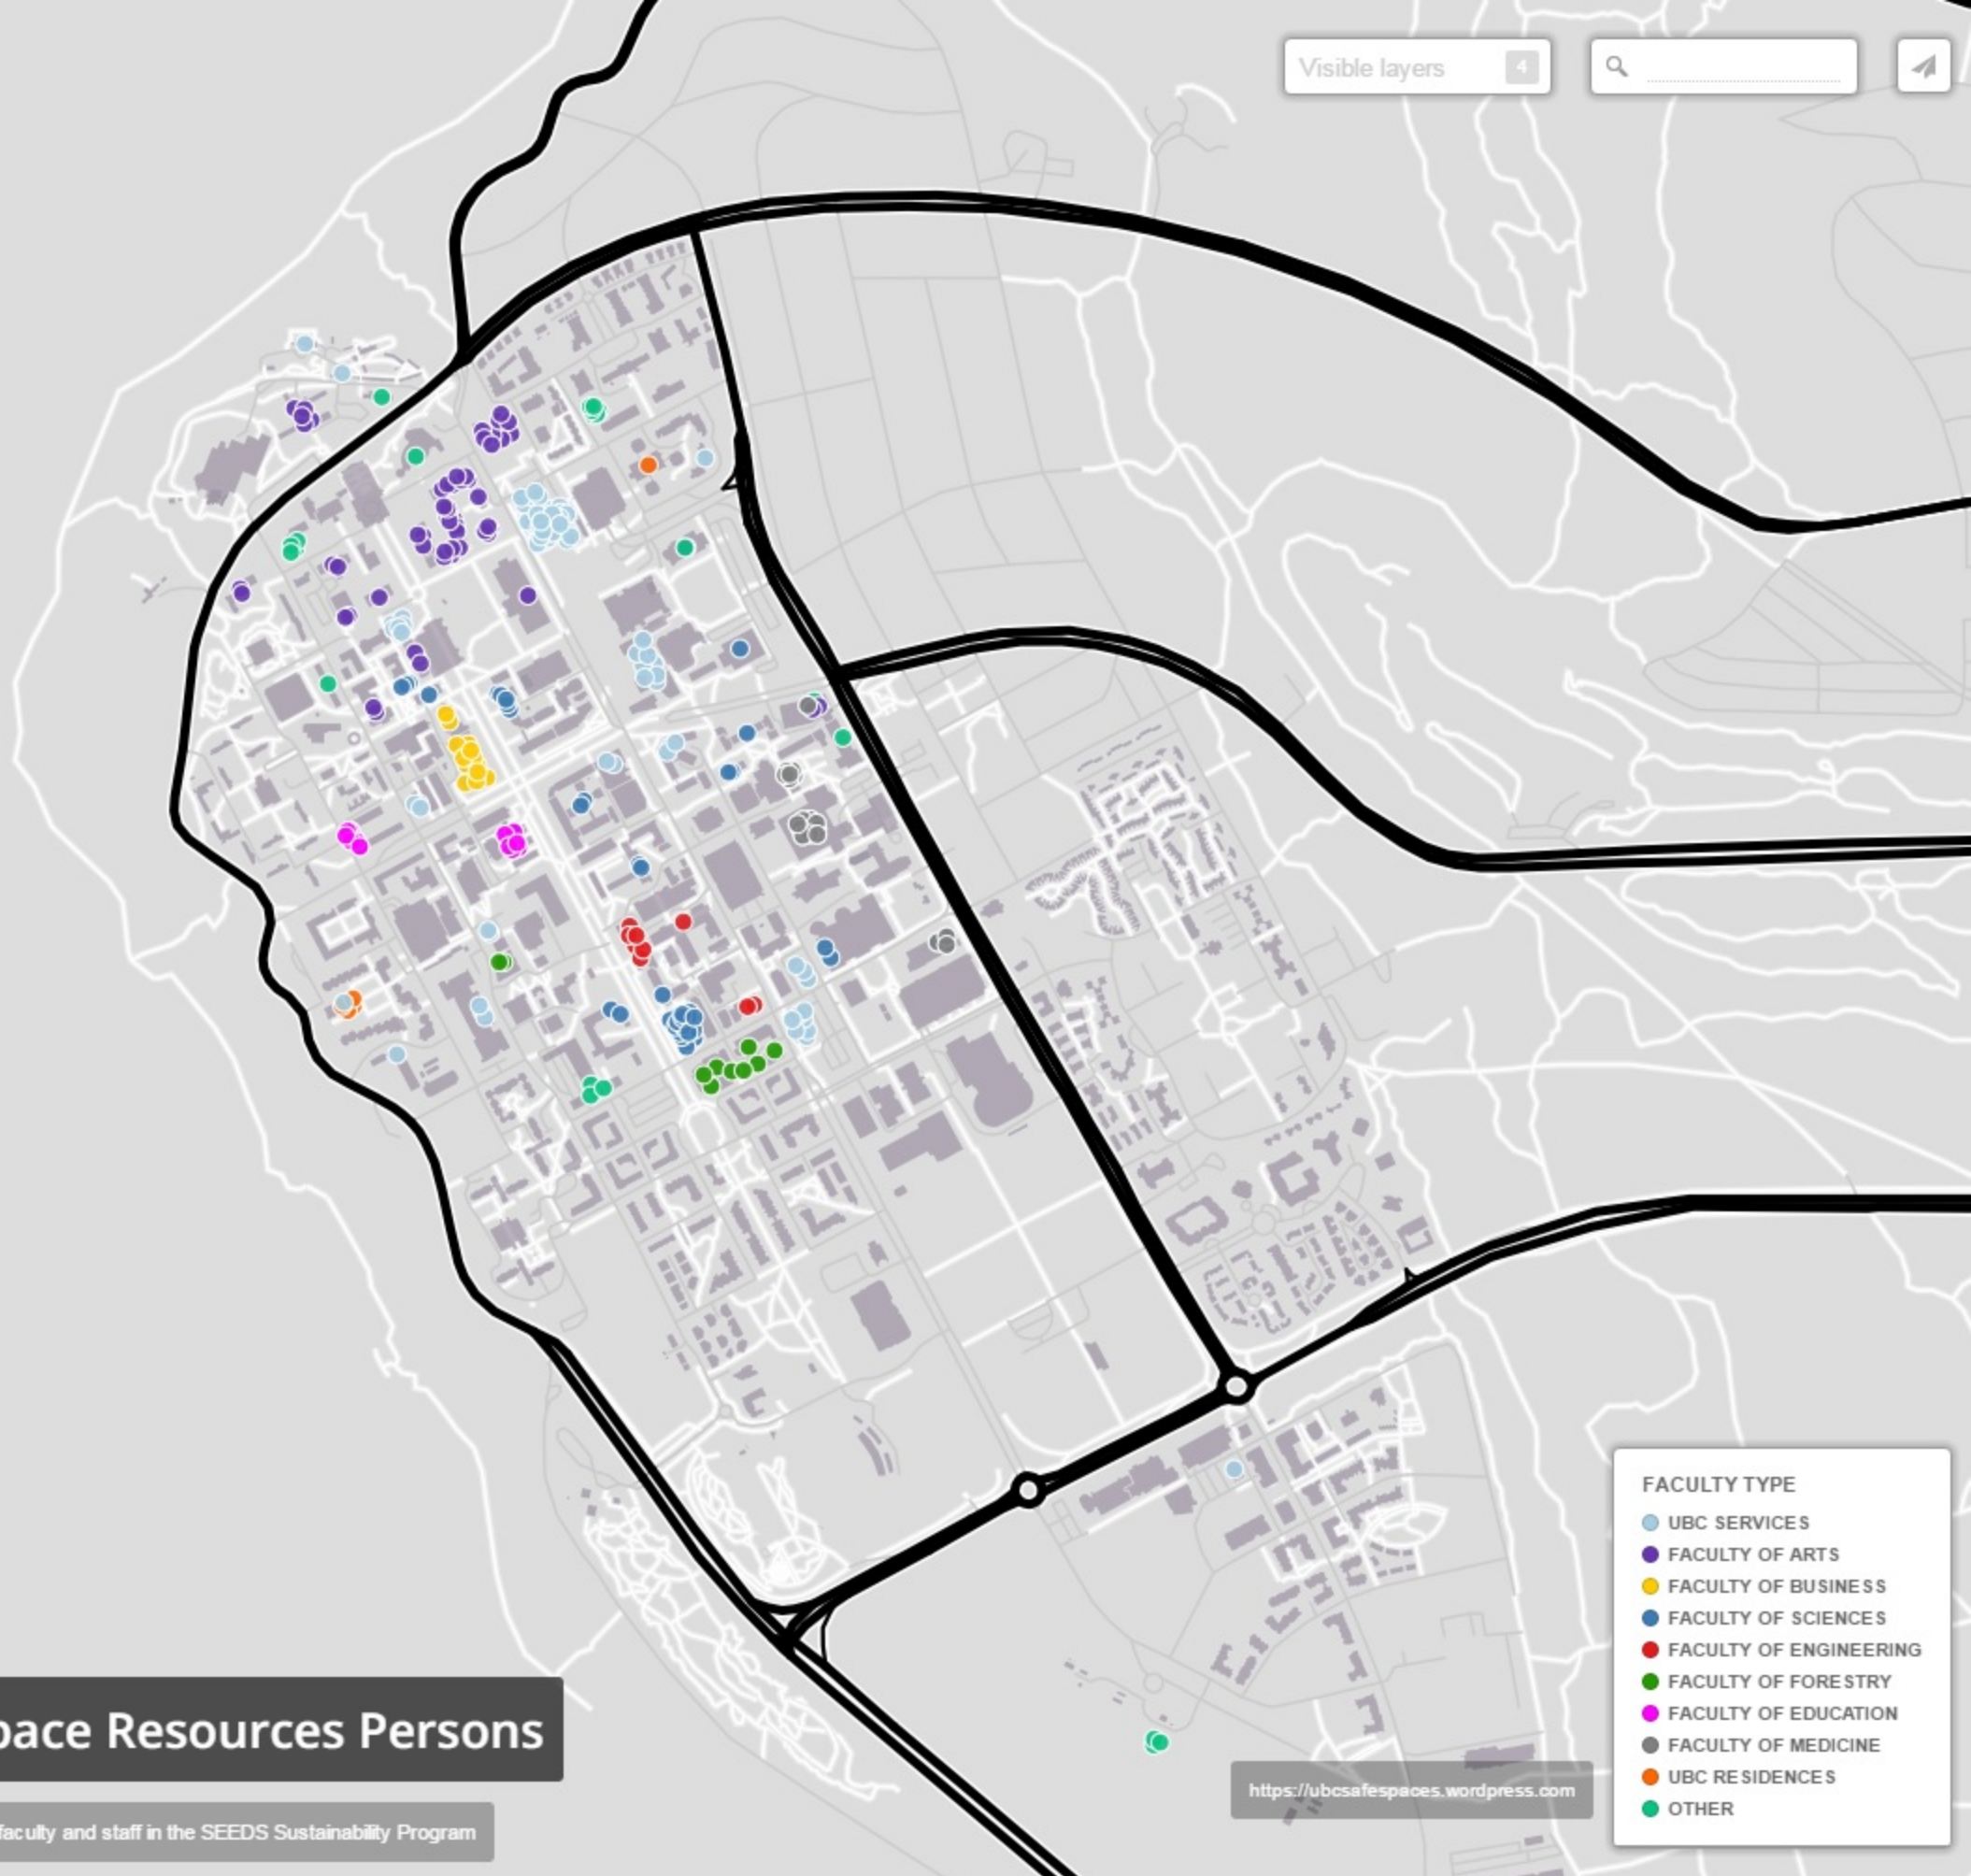 Visible layers 4
FACULTY TYPE
UBC SERVICES
FACULTY OF ARTS
FACULTY OF BUSINESS
FACULTY OF SCIENCES
FACULTY OF ENGINEERING
FACULTY OF FORESTRY
FACULTY OF EDUCATION
FACULTY OF MEDICINE
UBC RESIDENCES
OTHER
pace Resources Persons
https://ubcsafespaces.wordpress.com
faculty and staff in the SEEDS Sustainability Program